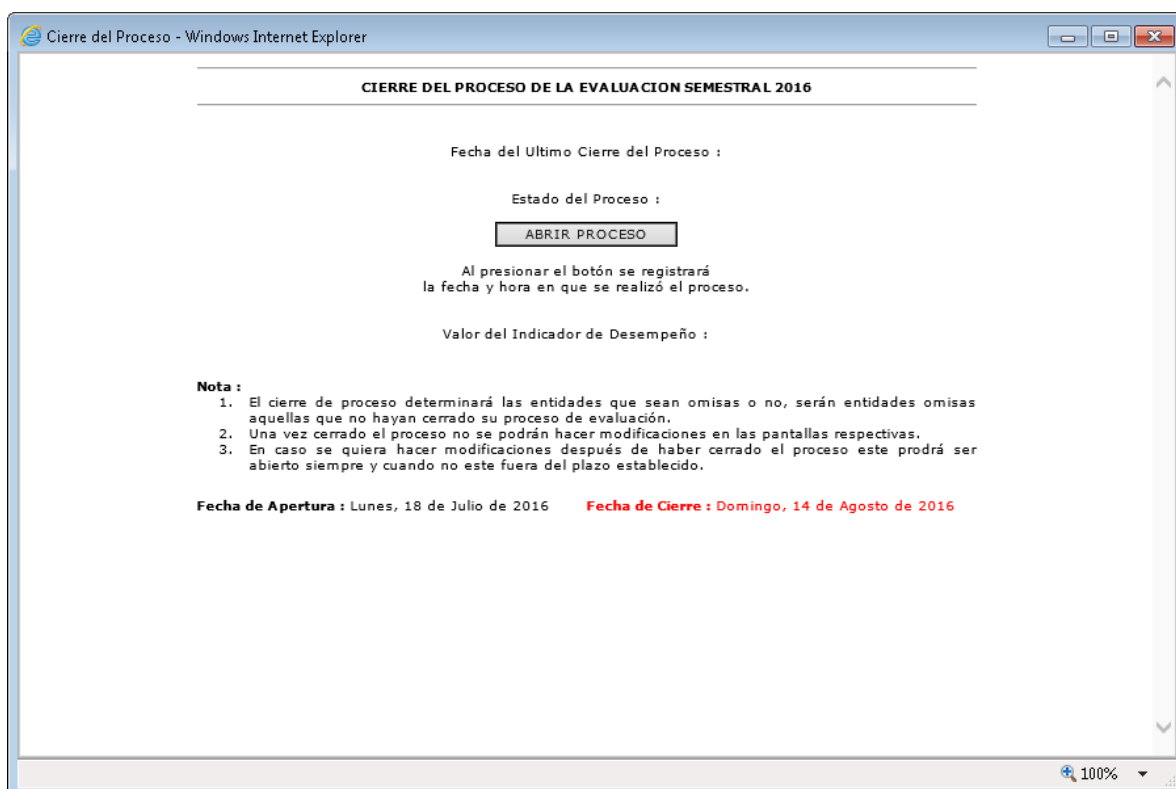 Cierre del Proceso - Windows Internet Explorer
CIERRE DEL PROCESO DE LA EVALUACION SEMESTRAL 2016
Fecha del Ultimo Cierre del Proceso :
Estado del Proceso :
ABRIR PROCESO
Al presionar el botón se registrará
la fecha y hora en que se realizó el proceso.
Valor del Indicador de Desempeño :
Nota :
1. El cierre de proceso determinará las entidades que sean omisas o no, serán entidades omisas
aquellas que no hayan cerrado su proceso de evaluación.
2. Una vez cerrado el proceso no se podrán hacer modificaciones en las pantallas respectivas.
3. En caso se quiera hacer modificaciones después de haber cerrado el proceso este prodrá ser
abierto siempre y cuando no este fuera del plazo establecido.
Fecha de Apertura : Lunes, 18 de Julio de 2016 Fecha de Cierre : Domingo, 14 de Agosto de 2016
100%